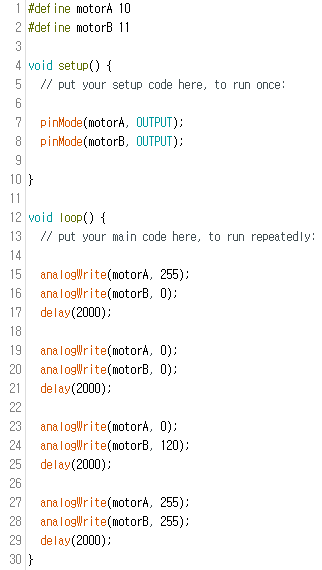 1 #define motorA 10
2 #define motorB 11
3
4 void setup() {
5   // put your setup code here, to run once:
6
7   pinMode(motorA, OUTPUT);
8   pinMode(motorB, OUTPUT);
9
10 }
11
12 void loop() {
13   // put your main code here, to run repeatedly:
14
15   analogWrite(motorA, 255);
16   analogWrite(motorB, 0);
17   delay(2000);
18
19   analogWrite(motorA, 0);
20   analogWrite(motorB, 0);
21   delay(2000);
22
23   analogWrite(motorA, 0);
24   analogWrite(motorB, 120);
25   delay(2000);
26
27   analogWrite(motorA, 255);
28   analogWrite(motorB, 255);
29   delay(2000);
30 }